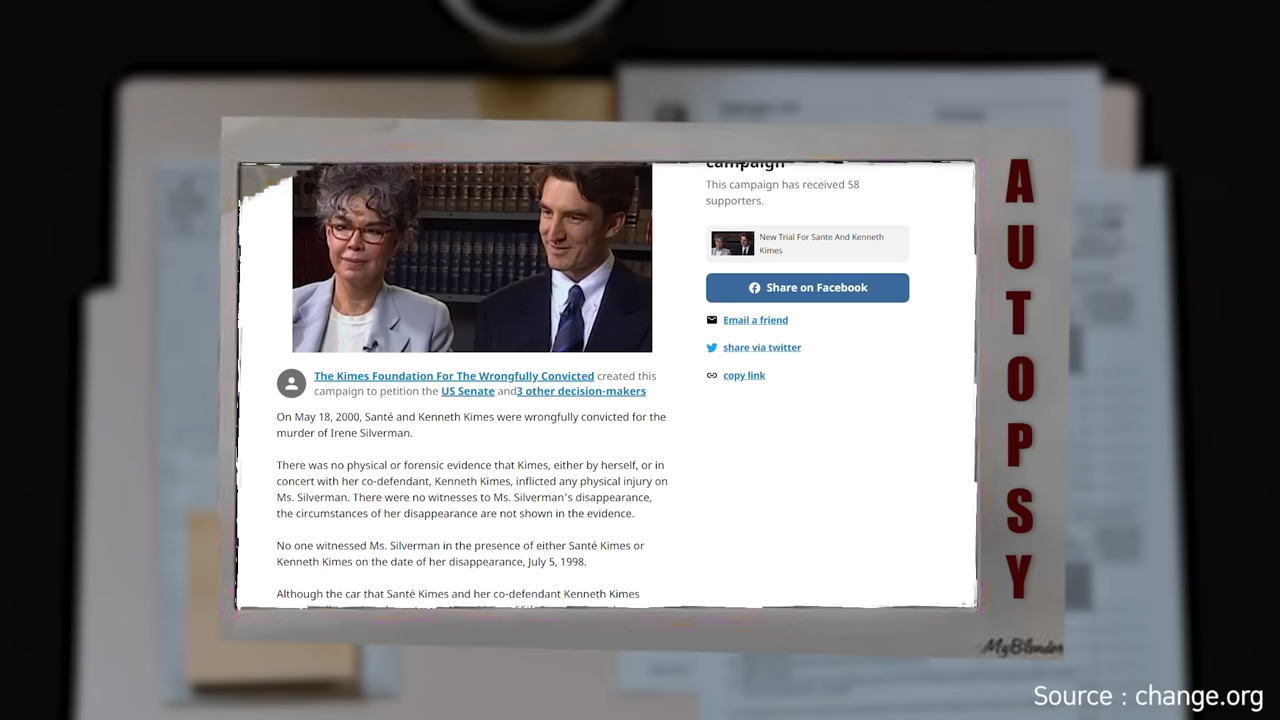 campaign
This campaign has received 58
supporters.
New Trial For Sante And Kenneth
Kimes
Share on Facebook
Email a friend
share via twitter
copy link
The Kimes Foundation For The Wrongfully Convicted created this
campaign to petition the US Senate and3 other decision-makers
On May 18, 2000, Santé and Kenneth Kimes were wrongfully convicted for the
murder of Irene Silverman.
There was no physical or forensic evidence that Kimes, either by herself, or in
concert with her co-defendant, Kenneth Kimes, inflicted any physical injury on
Ms. Silverman. There were no witnesses to Ms. Silverman's disappearance,
the circumstances of her disappearance are not shown in the evidence.
No one witnessed Ms. Silverman in the presence of either Santé Kimes or
Kenneth Kimes on the date of her disappearance, July 5, 1998.
Although the car that Santé Kimes and her co-defendant Kenneth Kimes
AUTOPSY
MyBlender
Source : change.org